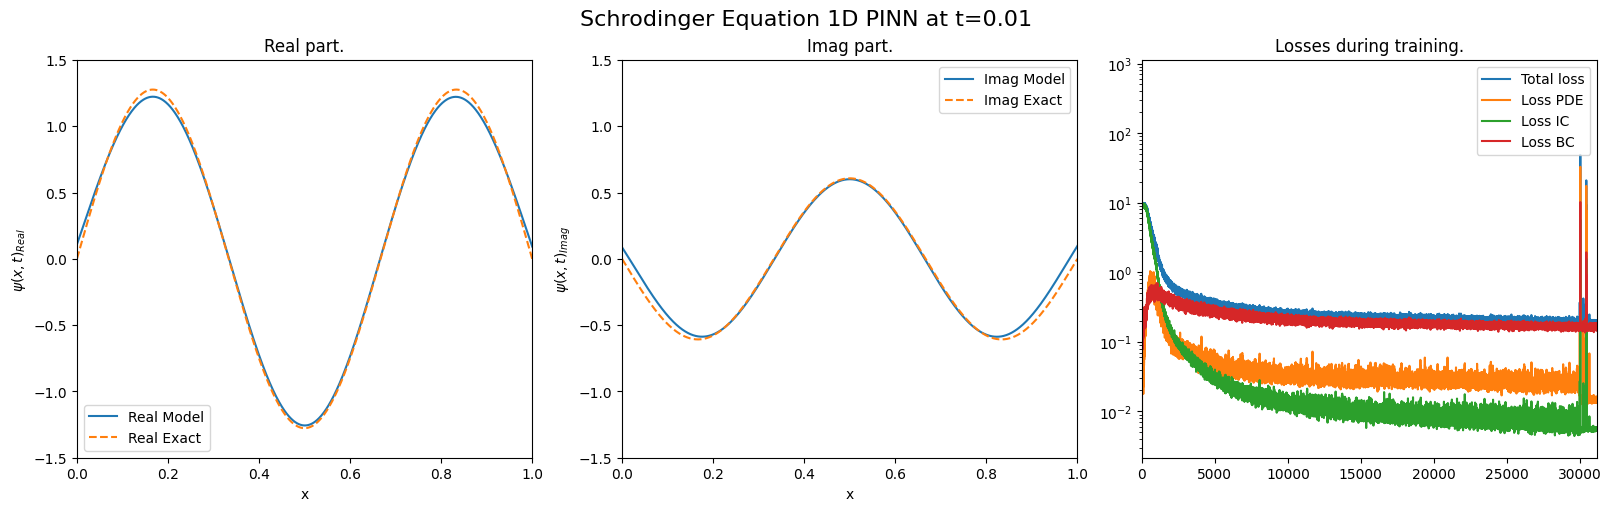 Schrodinger Equation 1D PINN at t=0.01
Real part.
1.5
1.0
0.5
0.0
−0.5
−1.0
−1.5
ψ(x, t)Real
Real Model
Real Exact
0.0 0.2 0.4 0.6 0.8 1.0
x
Imag part.
1.5
1.0
0.5
0.0
−0.5
−1.0
−1.5
ψ(x, t)Imag
Imag Model
Imag Exact
0.0 0.2 0.4 0.6 0.8 1.0
x
Losses during training.
10³
10²
10¹
10⁰
10⁻¹
10⁻²
Total loss
Loss PDE
Loss IC
Loss BC
0 5000 10000 15000 20000 25000 30000